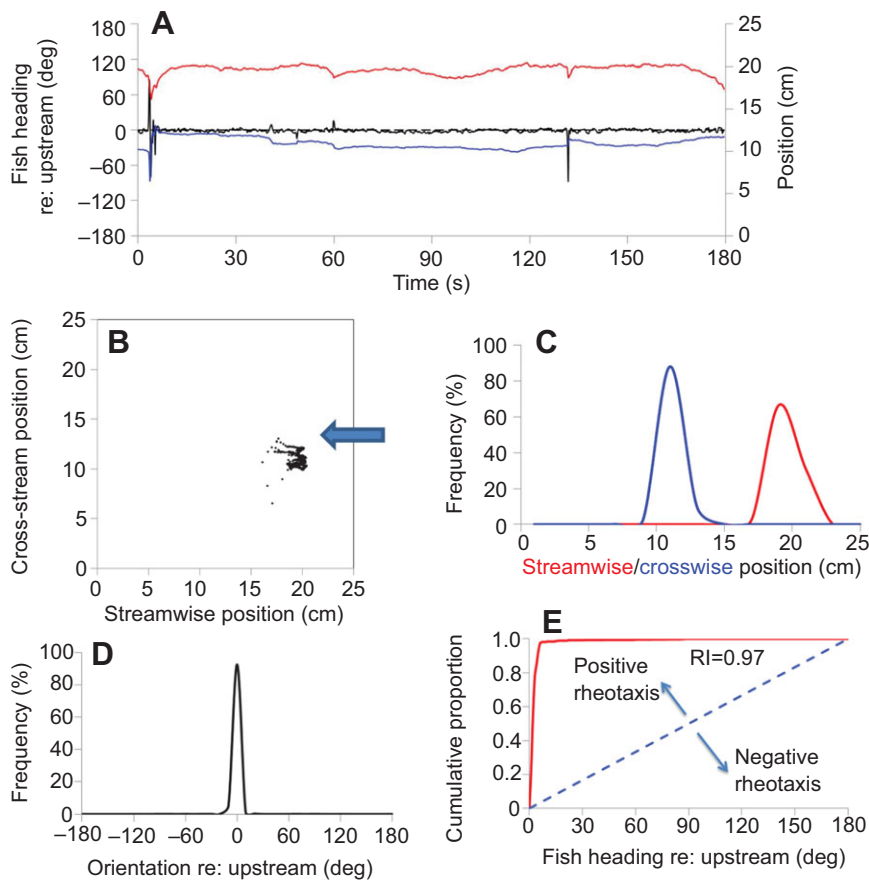 A
Fish heading
re: upstream (deg)
180
120
60
0
–60
–120
–180
25
20
15
10
5
0
Position (cm)
0 30 60 90 120 150 180
Time (s)
B
Cross-stream position (cm)
25
20
15
10
5
0
0 5 10 15 20 25
Streamwise position (cm)
C
Frequency (%)
100
80
60
40
20
0
0 5 10 15 20 25
Streamwise/crosswise position (cm)
D
Frequency (%)
100
80
60
40
20
0
–180 –120 –60 0 60 120 180
Orientation re: upstream (deg)
E
Cumulative proportion
1.0
0.8
0.6
0.4
0.2
0
RI=0.97
Positive
rheotaxis
Negative
rheotaxis
0 30 60 90 120 150 180
Fish heading re: upstream (deg)